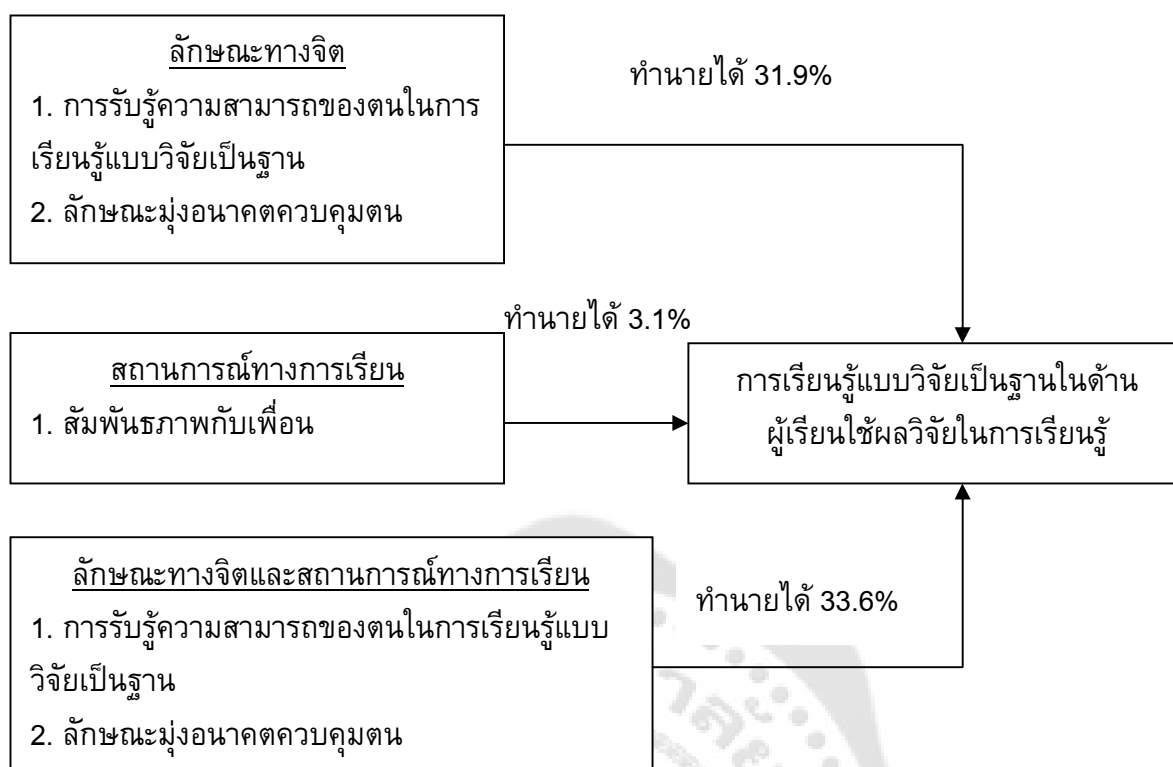 ลักษณะทางจิต
1. การรับรู้ความสามารถของตนในการ
เรียนรู้แบบวิจัยเป็นฐาน
2. ลักษณะมุ่งอนาคตควบคุมตน
ทำนายได้ 31.9%
ทำนายได้ 3.1%
สถานการณ์ทางการเรียน
1. สัมพันธภาพกับเพื่อน
การเรียนรู้แบบวิจัยเป็นฐานในด้าน
ผู้เรียนใช้ผลวิจัยในการเรียนรู้
ลักษณะทางจิตและสถานการณ์ทางการเรียน
1. การรับรู้ความสามารถของตนในการเรียนรู้แบบ
วิจัยเป็นฐาน
2. ลักษณะมุ่งอนาคตควบคุมตน
ทำนายได้ 33.6%